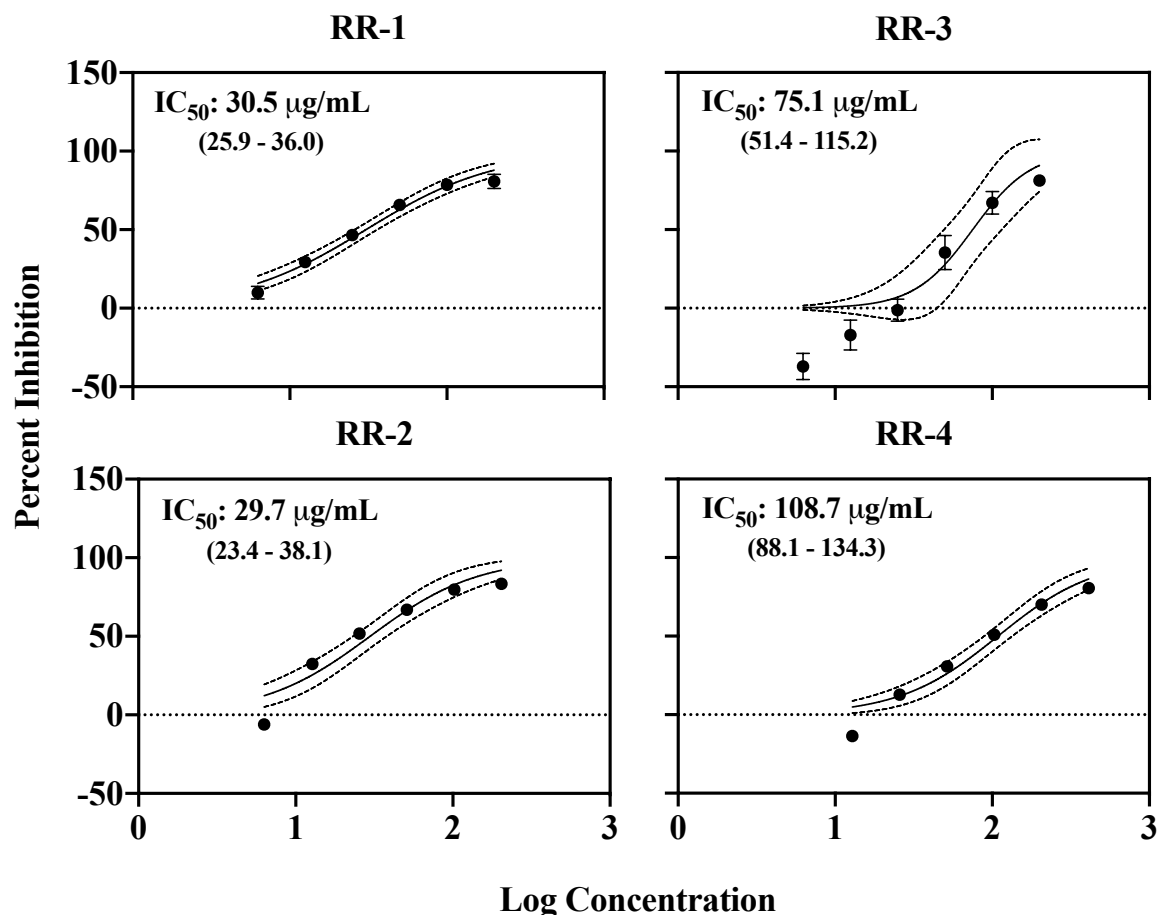 RR-1
RR-3
Percent Inhibition
150
100
50
0
-50
IC50: 30.5 µg/mL
(25.9 - 36.0)
IC50: 75.1 µg/mL
(51.4 - 115.2)
RR-2
RR-4
150
100
50
0
-50
IC50: 29.7 µg/mL
(23.4 - 38.1)
IC50: 108.7 µg/mL
(88.1 - 134.3)
0 1 2 3
0 1 2 3
Log Concentration